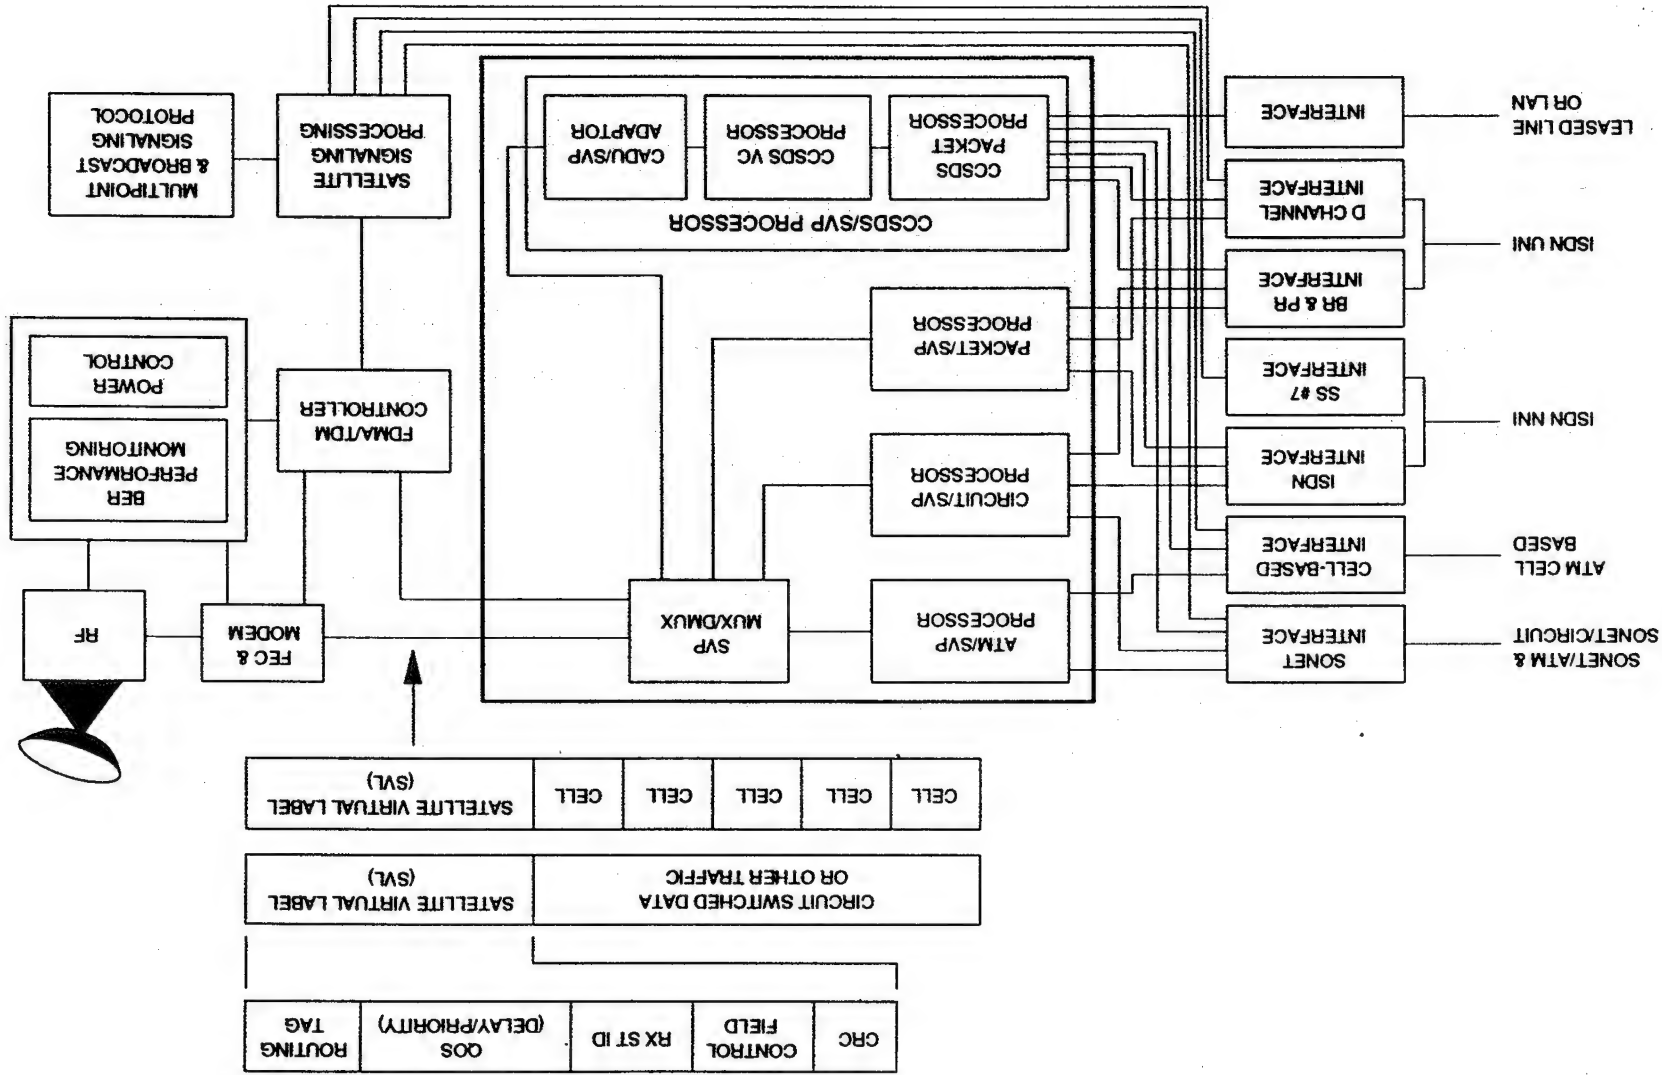 CRC
CONTROL
FIELD
RX ST ID
QOS
(DELAY/PRIORITY)
ROUTING
TAG
CIRCUIT SWITCHED DATA
OR OTHER TRAFFIC
SATELLITE VIRTUAL LABEL
(SVL)
CELL
CELL
CELL
CELL
CELL
SATELLITE VIRTUAL LABEL
(SVL)
SONET/ATM &
SONET/CIRCUIT
SONET
INTERFACE
ATM/SVP
PROCESSOR
SVP
MUX/DMUX
FEC &
MODEM
RF
ATM CELL
BASED
CELL-BASED
INTERFACE
ISDN NNI
ISDN
INTERFACE
SS #7
INTERFACE
CIRCUIT/SVP
PROCESSOR
BER
PERFORMANCE
MONITORING
POWER
CONTROL
FDMA/TDM
CONTROLLER
ISDN UNI
BR & PR
INTERFACE
D CHANNEL
INTERFACE
PACKET/SVP
PROCESSOR
CCSDS/SVP PROCESSOR
CCSDS
PACKET
PROCESSOR
CCSDS VC
PROCESSOR
CADU/SVP
ADAPTOR
SATELLITE
SIGNALING
PROCESSING
MULTIPOINT
& BROADCAST
SIGNALING
PROTOCOL
LEASED LINE
OR LAN
INTERFACE